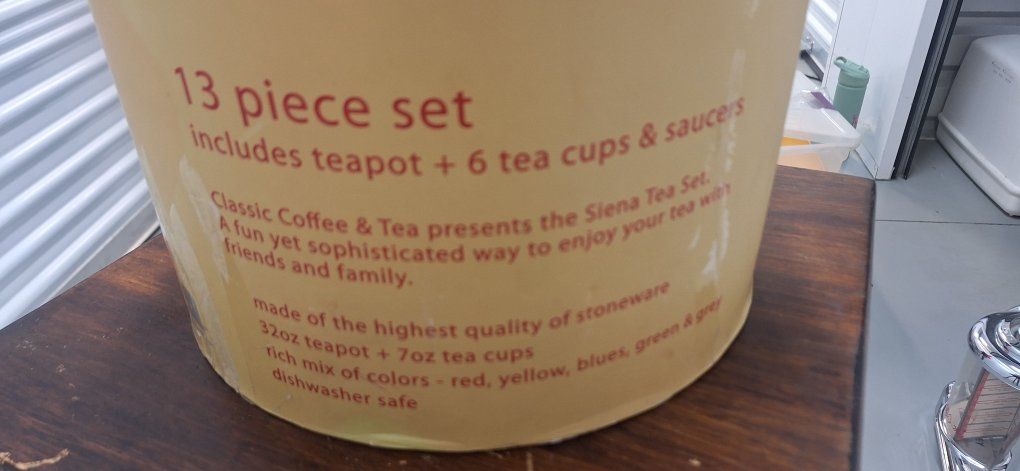 13 piece set
includes teapot + 6 tea cups & saucers
Classic Coffee & Tea presents the Siena Tea Set.
A fun yet sophisticated way to enjoy your tea with
friends and family.
made of the highest quality of stoneware
32oz teapot + 7oz tea cups
rich mix of colors - red, yellow, blues, green & grey
dishwasher safe